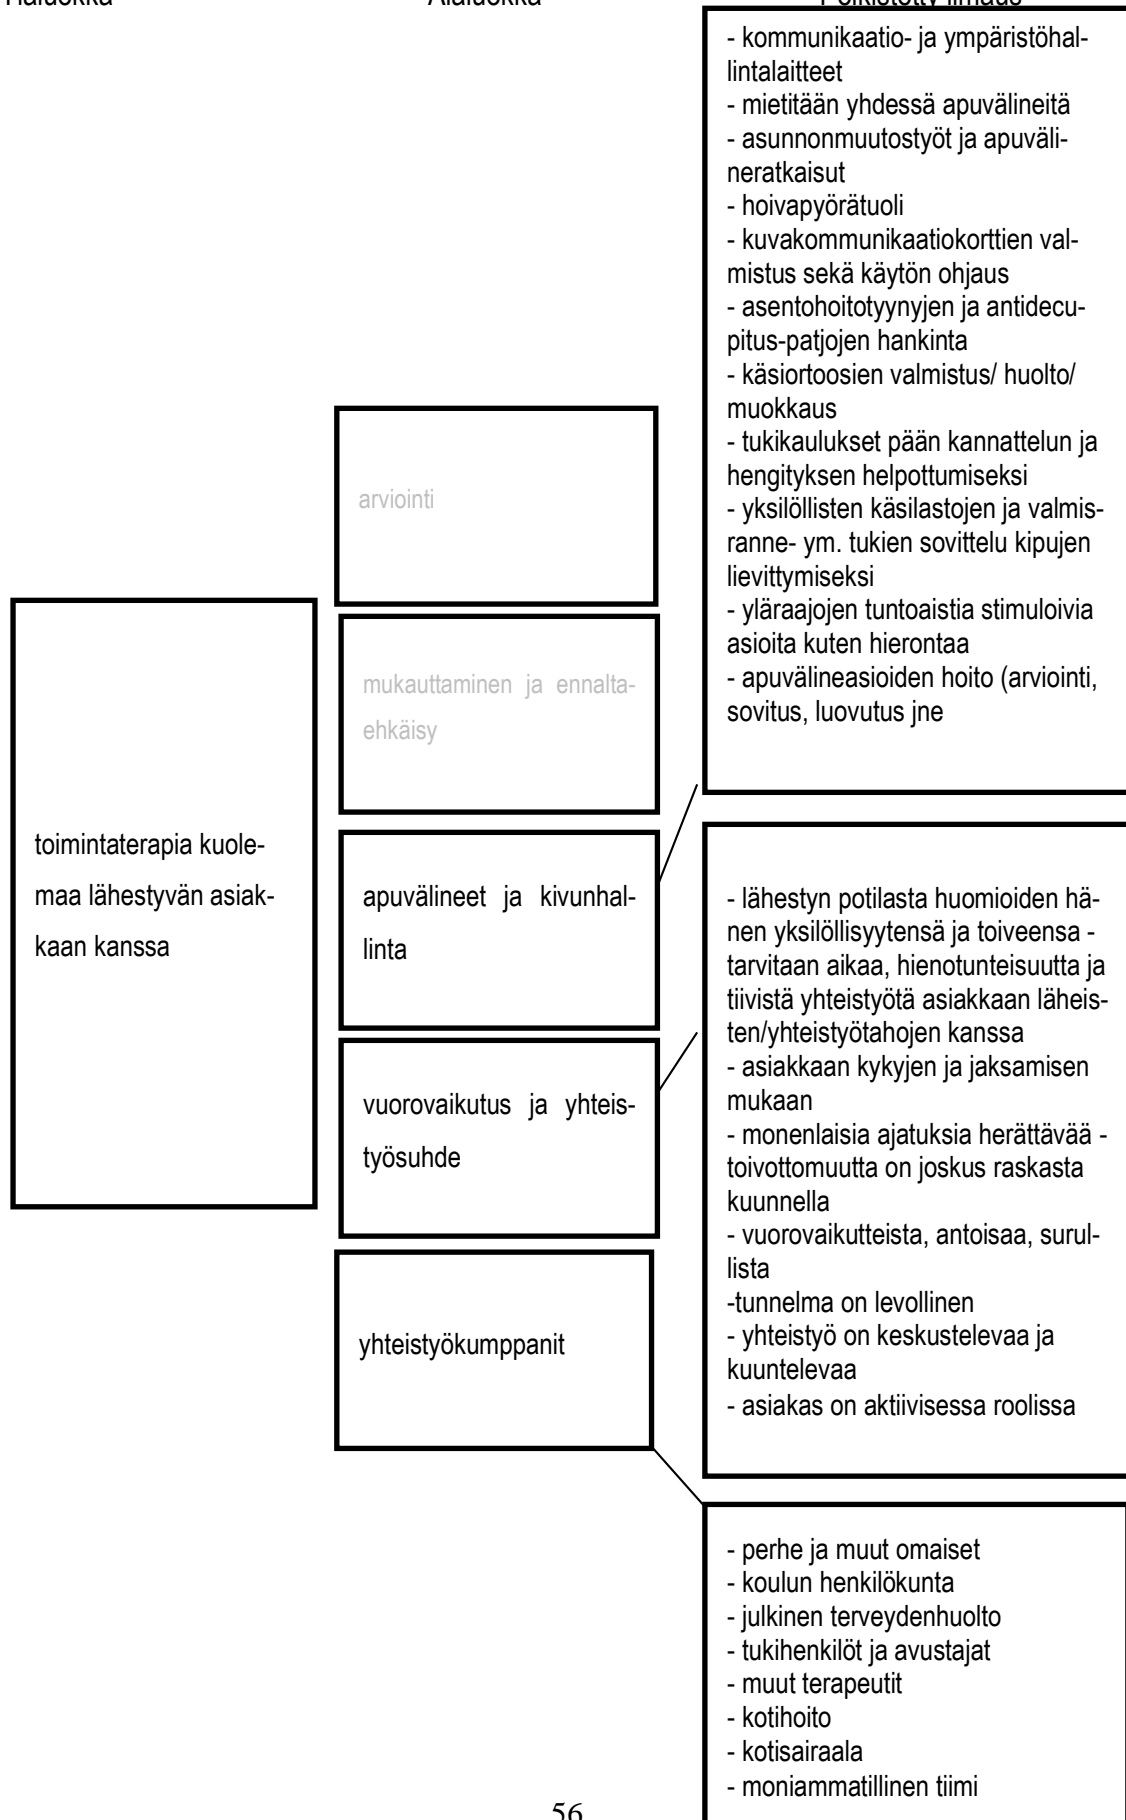 Alaluokka
Pelkistetty ilmaus
toimintaterapia kuole-
maa lähestyvän asiak-
kaan kanssa
arviointi
mukauttaminen ja ennalta-
ehkäisy
apuvälineet ja kivunhal-
linta
vuorovaikutus ja yhteis-
työsuhde
yhteistyökumppanit
- kommunikaatio- ja ympäristöhal-
lintalaitteet
- mietitään yhdessä apuvälineitä
- asunnonmuutostyöt ja apuväli-
neratkaisut
- hoivapyörätuoli
- kuvakommunikaatiokorttien val-
mistus sekä käytön ohjaus
- asentohoitotyynyjen ja antidecu-
pitus-patjojen hankinta
- käsiortoosien valmistus/ huolto/
muokkaus
- tukikaulukset pään kannattelun ja
hengityksen helpottumiseksi
- yksilöllisten käsilastojen ja valmis-
ranne- ym. tukien sovittelu kipujen
lievittymiseksi
- yläraajojen tuntoaistia stimuloivia
asioita kuten hierontaa
- apuvälineasioiden hoito (arviointi,
sovitus, luovutus jne
- lähestyn potilasta huomioiden hä-
nen yksilöllisyytensä ja toiveensa -
tarvitaan aikaa, hienotunteisuutta ja
tiivistä yhteistyötä asiakkaan läheis-
ten/yhteistyötahojen kanssa
- asiakkaan kykyjen ja jaksamisen
mukaan
- monenlaisia ajatuksia herättävää -
toivottomuutta on joskus raskasta
kuunnella
- vuorovaikutteista, antoisaa, surul-
lista
-tunnelma on levollinen
- yhteistyö on keskustelevaa ja
kuuntelevaa
- asiakas on aktiivisessa roolissa
- perhe ja muut omaiset
- koulun henkilökunta
- julkinen terveydenhuolto
- tukihenkilöt ja avustajat
- muut terapeutit
- kotihoito
- kotisairaala
- moniammatillinen tiimi
56